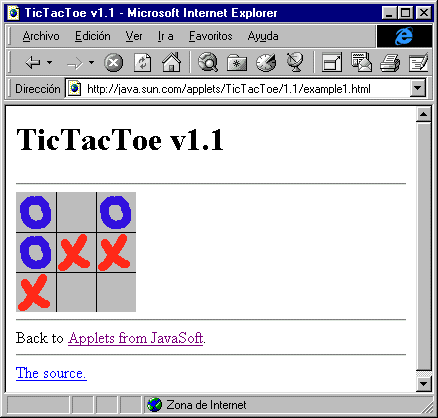 TicTacToe v1.1 - Microsoft Internet Explorer
Archivo Edición Ver Ir a Favoritos Ayuda
Dirección http://java.sun.com/applets/TicTacToe/1.1/example1.html
TicTacToe v1.1
O O
O X X
X
Back to Applets from JavaSoft.
The source.
Zona de Internet